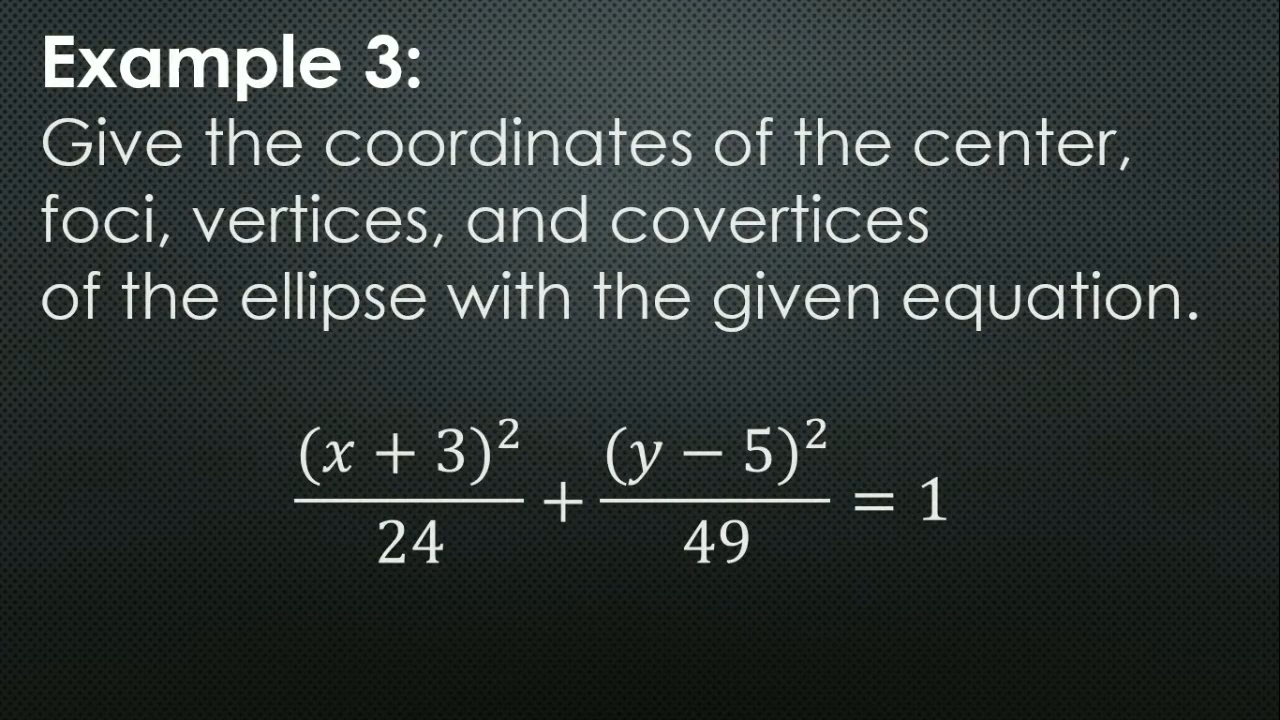 Example 3:
Give the coordinates of the center,
foci, vertices, and covertices
of the ellipse with the given equation.
(x + 3)²/24 + (y − 5)²/49 = 1